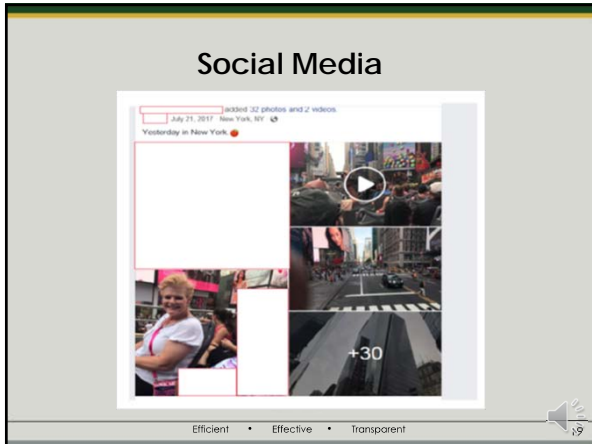 Social Media
added 32 photos and 2 videos.
July 21, 2017 New York, NY
Yesterday in New York.
+30
Efficient • Effective • Transparent